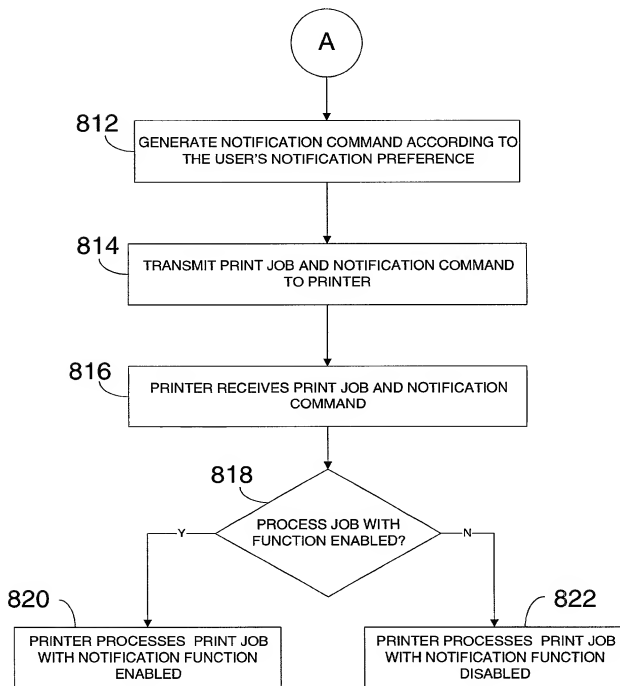 A
812
GENERATE NOTIFICATION COMMAND ACCORDING TO
THE USER'S NOTIFICATION PREFERENCE
814
TRANSMIT PRINT JOB AND NOTIFICATION COMMAND
TO PRINTER
816
PRINTER RECEIVES PRINT JOB AND NOTIFICATION
COMMAND
818
PROCESS JOB WITH
FUNCTION ENABLED?
Y
N
820
PRINTER PROCESSES PRINT JOB
WITH NOTIFICATION FUNCTION
ENABLED
822
PRINTER PROCESSES PRINT JOB
WITH NOTIFICATION FUNCTION
DISABLED